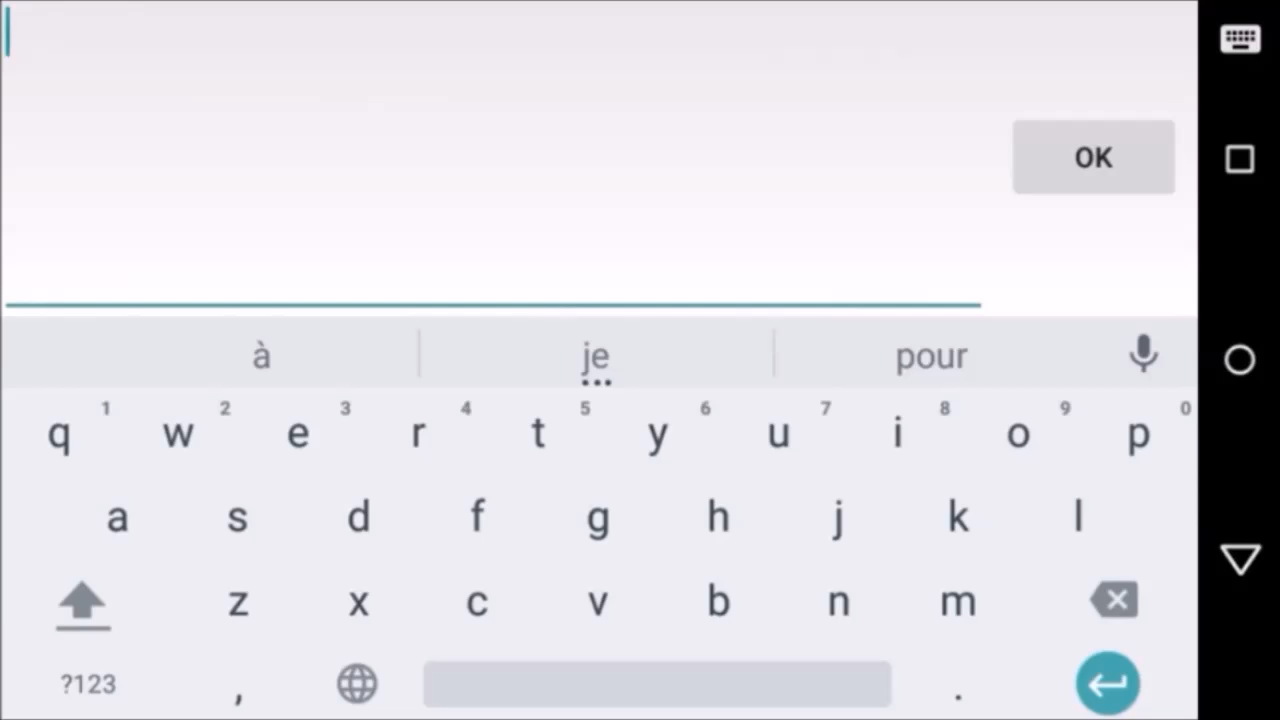 OK
à je pour
1 2 3 4 5 6 7 8 9 0
q w e r t y u i o p
a s d f g h j k l
z x c v b n m
?123 , .